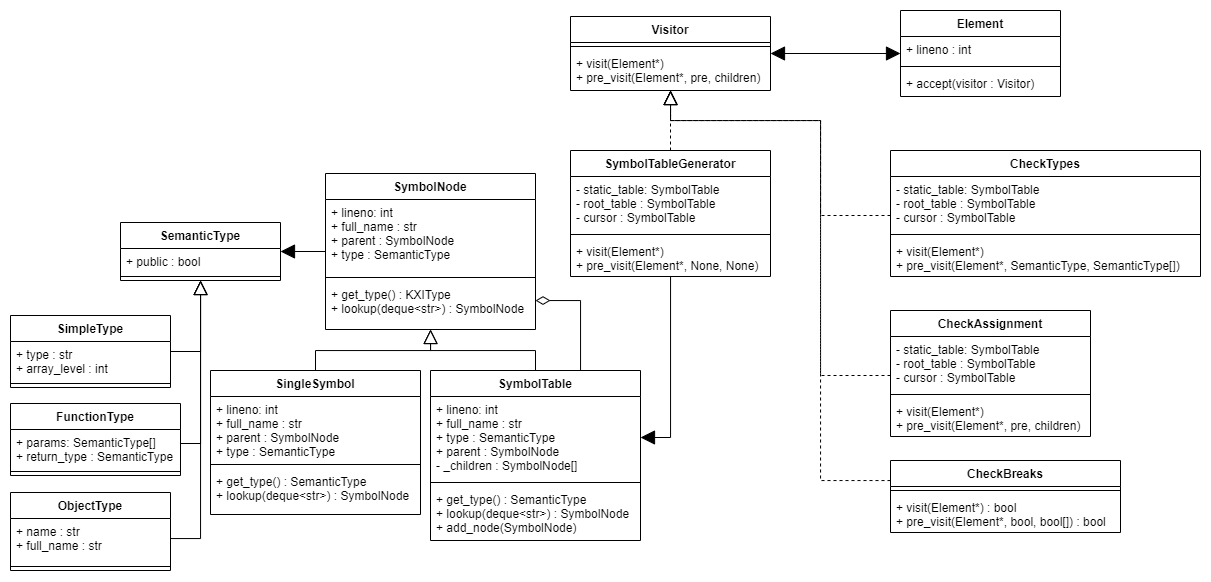 Visitor
+ visit(Element*)
+ pre_visit(Element*, pre, children)
Element
+ lineno : int
+ accept(visitor : Visitor)
SymbolTableGenerator
- static_table: SymbolTable
- root_table : SymbolTable
- cursor : SymbolTable
+ visit(Element*)
+ pre_visit(Element*, None, None)
CheckTypes
- static_table: SymbolTable
- root_table : SymbolTable
- cursor : SymbolTable
+ visit(Element*)
+ pre_visit(Element*, SemanticType, SemanticType[])
SymbolNode
+ lineno: int
+ full_name : str
+ parent : SymbolNode
+ type : SemanticType
+ get_type() : KXIType
+ lookup(deque<str>) : SymbolNode
SemanticType
+ public : bool
SimpleType
+ type : str
+ array_level : int
FunctionType
+ params: SemanticType[]
+ return_type : SemanticType
ObjectType
+ name : str
+ full_name : str
SingleSymbol
+ lineno: int
+ full_name : str
+ parent : SymbolNode
+ type : SemanticType
+ get_type() : SemanticType
+ lookup(deque<str>) : SymbolNode
SymbolTable
+ lineno: int
+ full_name : str
+ type : SemanticType
+ parent : SymbolNode
- _children : SymbolNode[]
+ get_type() : SemanticType
+ lookup(deque<str>) : SymbolNode
+ add_node(SymbolNode)
CheckAssignment
- static_table: SymbolTable
- root_table : SymbolTable
- cursor : SymbolTable
+ visit(Element*)
+ pre_visit(Element*, pre, children)
CheckBreaks
+ visit(Element*) : bool
+ pre_visit(Element*, bool, bool[]) : bool